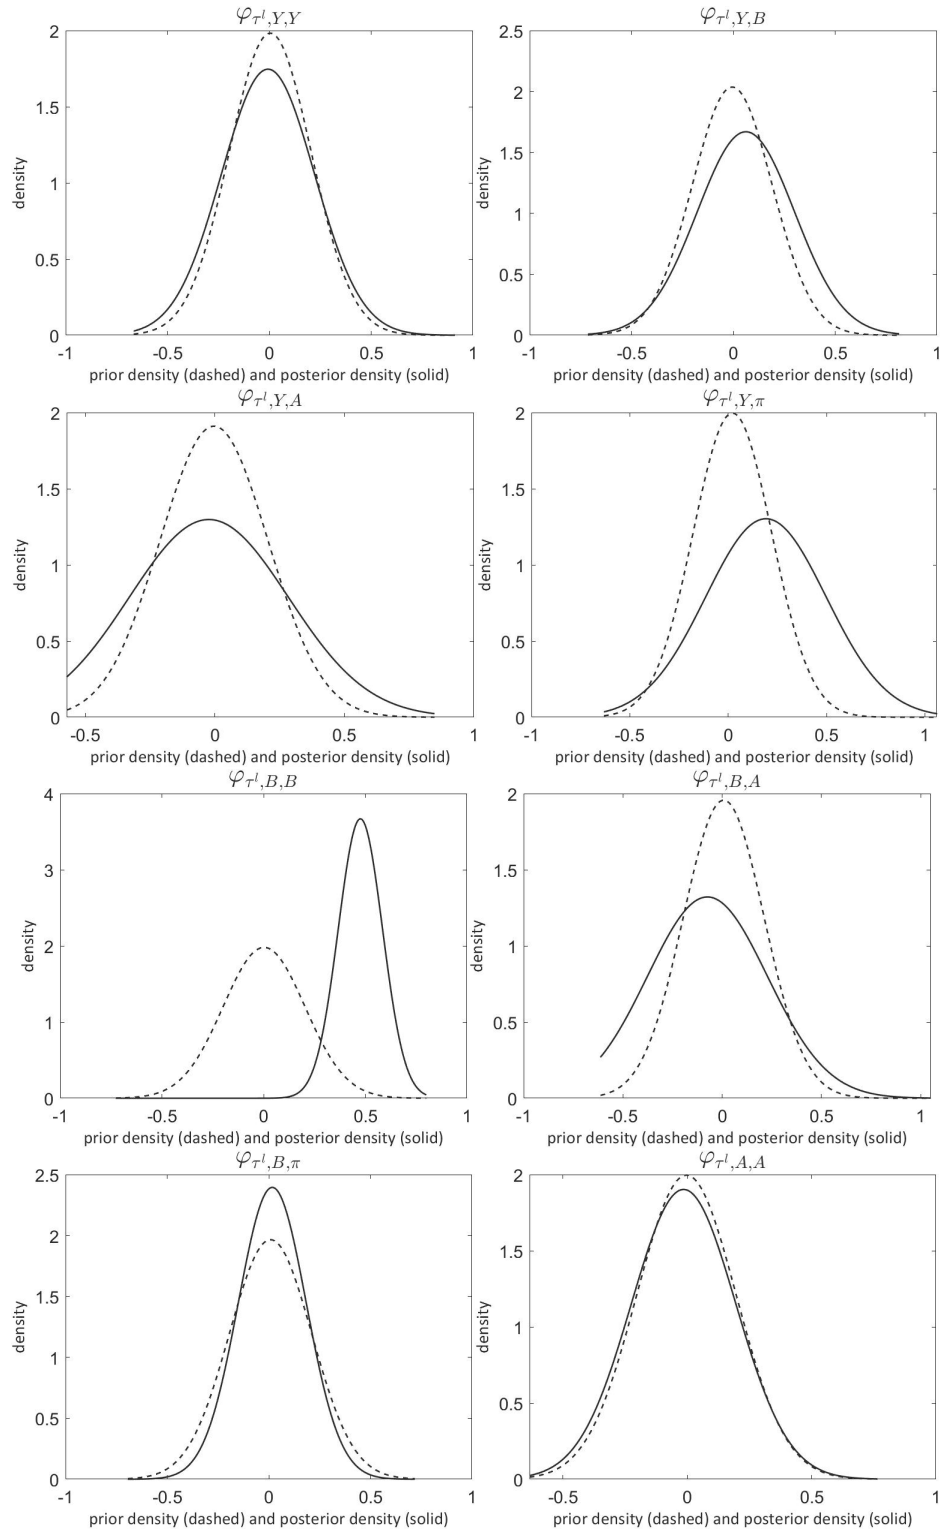 φτˡ,Y,Y
2
1.5
1
0.5
0
density
-1 -0.5 0 0.5 1
prior density (dashed) and posterior density (solid)
φτˡ,Y,B
2.5
2
1.5
1
0.5
0
density
-1 -0.5 0 0.5 1
prior density (dashed) and posterior density (solid)
φτˡ,Y,A
2
1.5
1
0.5
0
density
-0.5 0 0.5 1
prior density (dashed) and posterior density (solid)
φτˡ,Y,π
2
1.5
1
0.5
0
density
-1 -0.5 0 0.5 1
prior density (dashed) and posterior density (solid)
φτˡ,B,B
4
3
2
1
0
density
-1 -0.5 0 0.5 1
prior density (dashed) and posterior density (solid)
φτˡ,B,A
2
1.5
1
0.5
0
density
-1 -0.5 0 0.5 1
prior density (dashed) and posterior density (solid)
φτˡ,B,π
2.5
2
1.5
1
0.5
0
density
-1 -0.5 0 0.5 1
prior density (dashed) and posterior density (solid)
φτˡ,A,A
2
1.5
1
0.5
0
density
-0.5 0 0.5 1
prior density (dashed) and posterior density (solid)